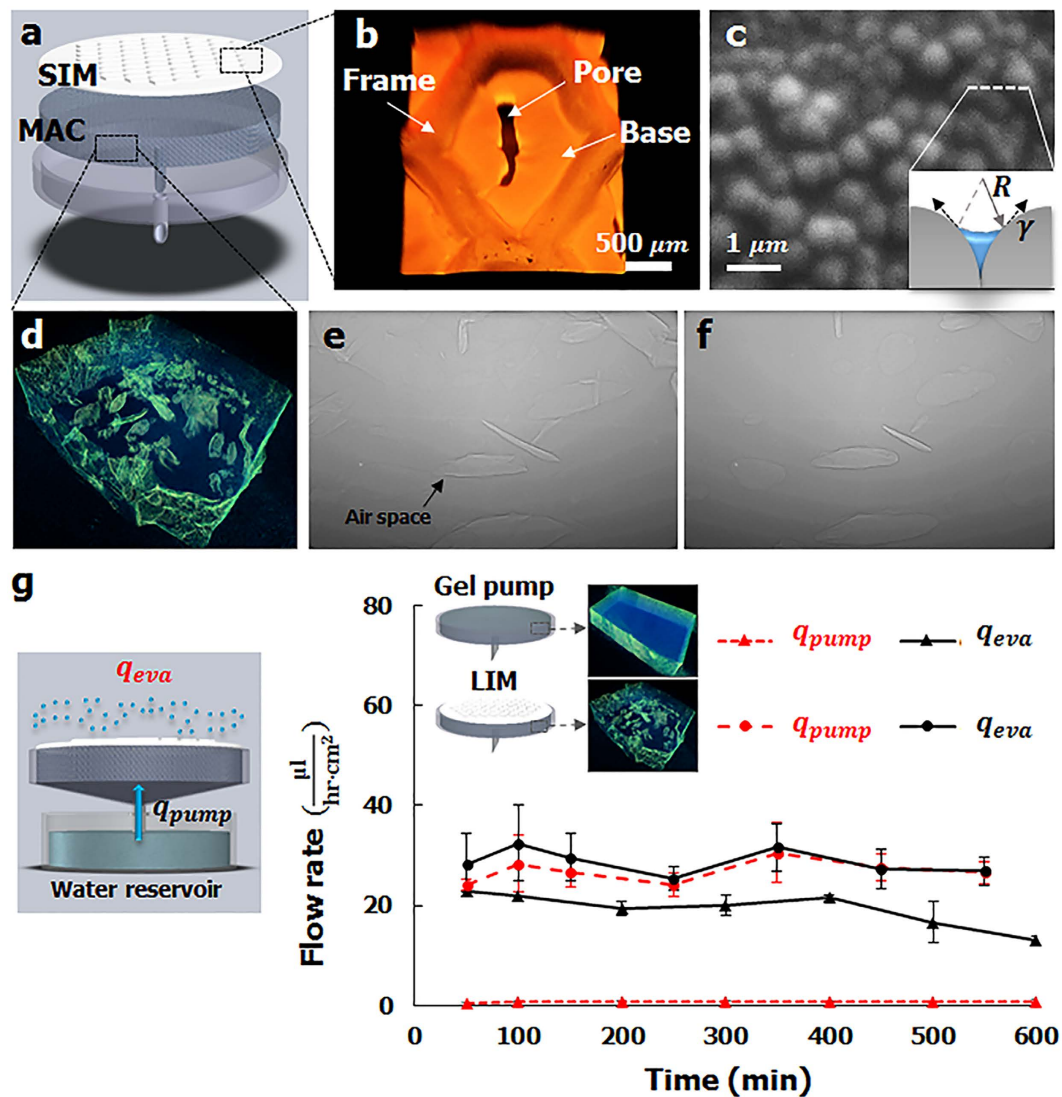 a
SIM
MAC
b
Frame
Pore
Base
500 μm
c
R
γ
1 μm
d
e
Air space
f
g
q_eva
q_pump
Water reservoir
Gel pump
LIM
q_pump
q_eva
q_pump
q_eva
Flow rate (μl / hr·cm²)
80
60
40
20
0
0 100 200 300 400 500 600
Time (min)